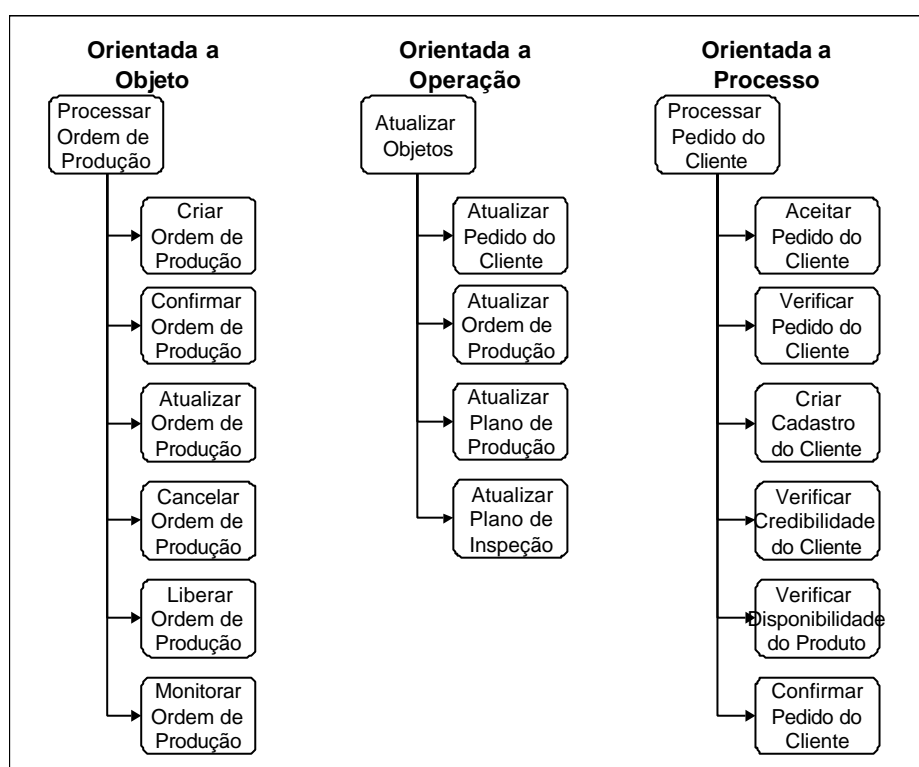 Orientada a
Objeto
Processar
Ordem de
Produção
Criar
Ordem de
Produção
Confirmar
Ordem de
Produção
Atualizar
Ordem de
Produção
Cancelar
Ordem de
Produção
Liberar
Ordem de
Produção
Monitorar
Ordem de
Produção
Orientada a
Operação
Atualizar
Objetos
Atualizar
Pedido do
Cliente
Atualizar
Ordem de
Produção
Atualizar
Plano de
Produção
Atualizar
Plano de
Inspeção
Orientada a
Processo
Processar
Pedido do
Cliente
Aceitar
Pedido do
Cliente
Verificar
Pedido do
Cliente
Criar
Cadastro
do Cliente
Verificar
Credibilidade
do Cliente
Verificar
Disponibilidade
do Produto
Confirmar
Pedido do
Cliente